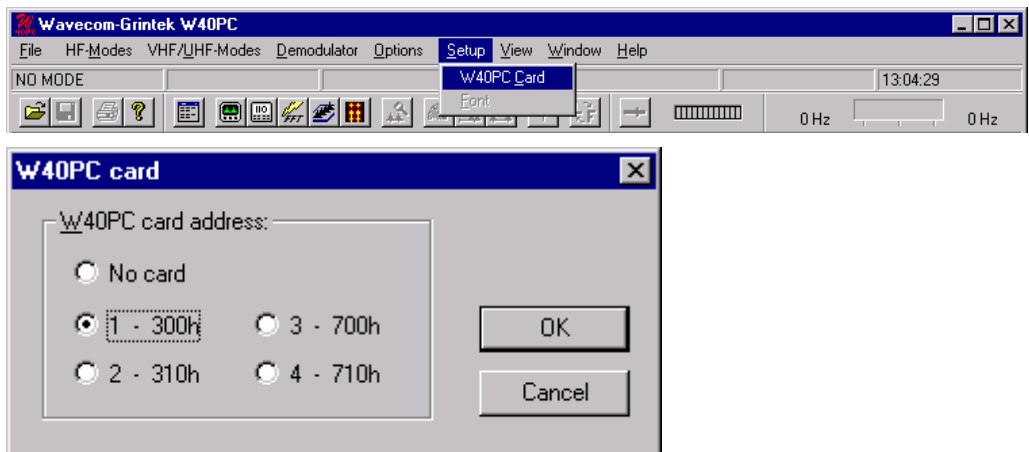 Wavecom-Grintek W40PC
File HF-Modes VHF/UHF-Modes Demodulator Options Setup View Window Help
W40PC Card
Font
NO MODE 13:04:29
0 Hz 0 Hz
W40PC card
W40PC card address:
No card
1 - 300h 3 - 700h OK
2 - 310h 4 - 710h Cancel